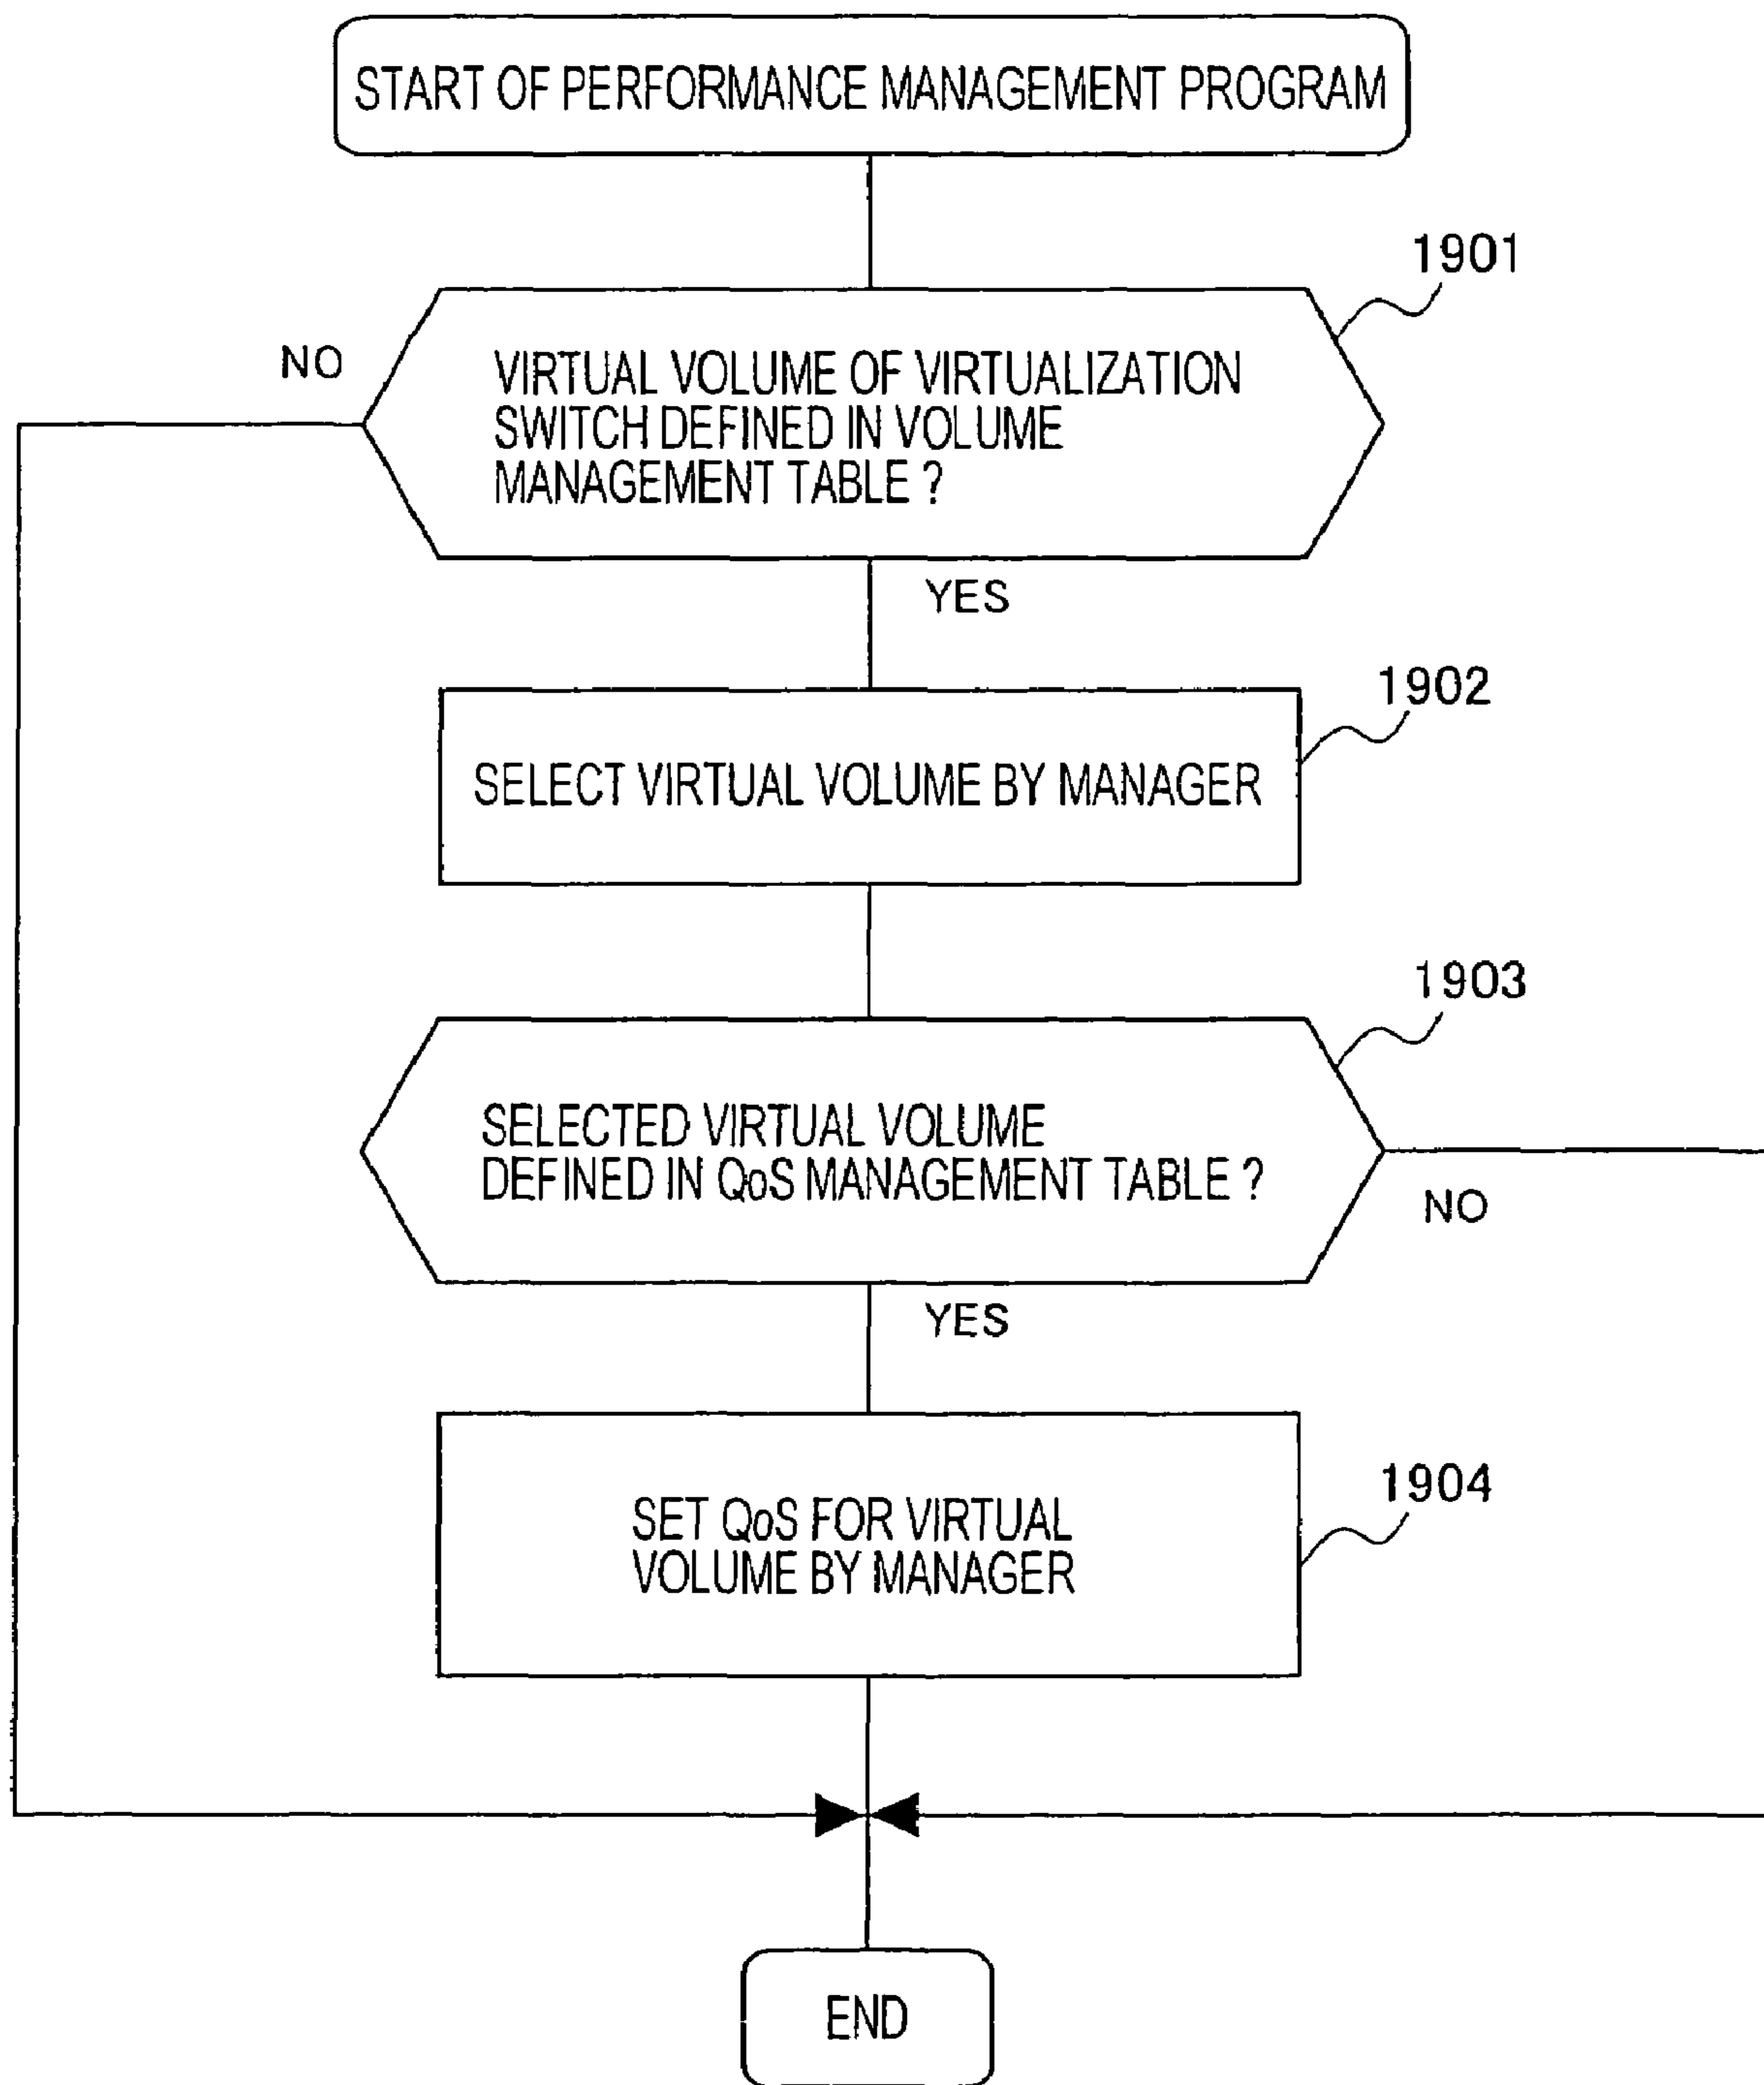 START OF PERFORMANCE MANAGEMENT PROGRAM
1901
NO
VIRTUAL VOLUME OF VIRTUALIZATION
SWITCH DEFINED IN VOLUME
MANAGEMENT TABLE ?
YES
1902
SELECT VIRTUAL VOLUME BY MANAGER
1903
SELECTED VIRTUAL VOLUME
DEFINED IN QoS MANAGEMENT TABLE ?
NO
YES
1904
SET QoS FOR VIRTUAL
VOLUME BY MANAGER
END